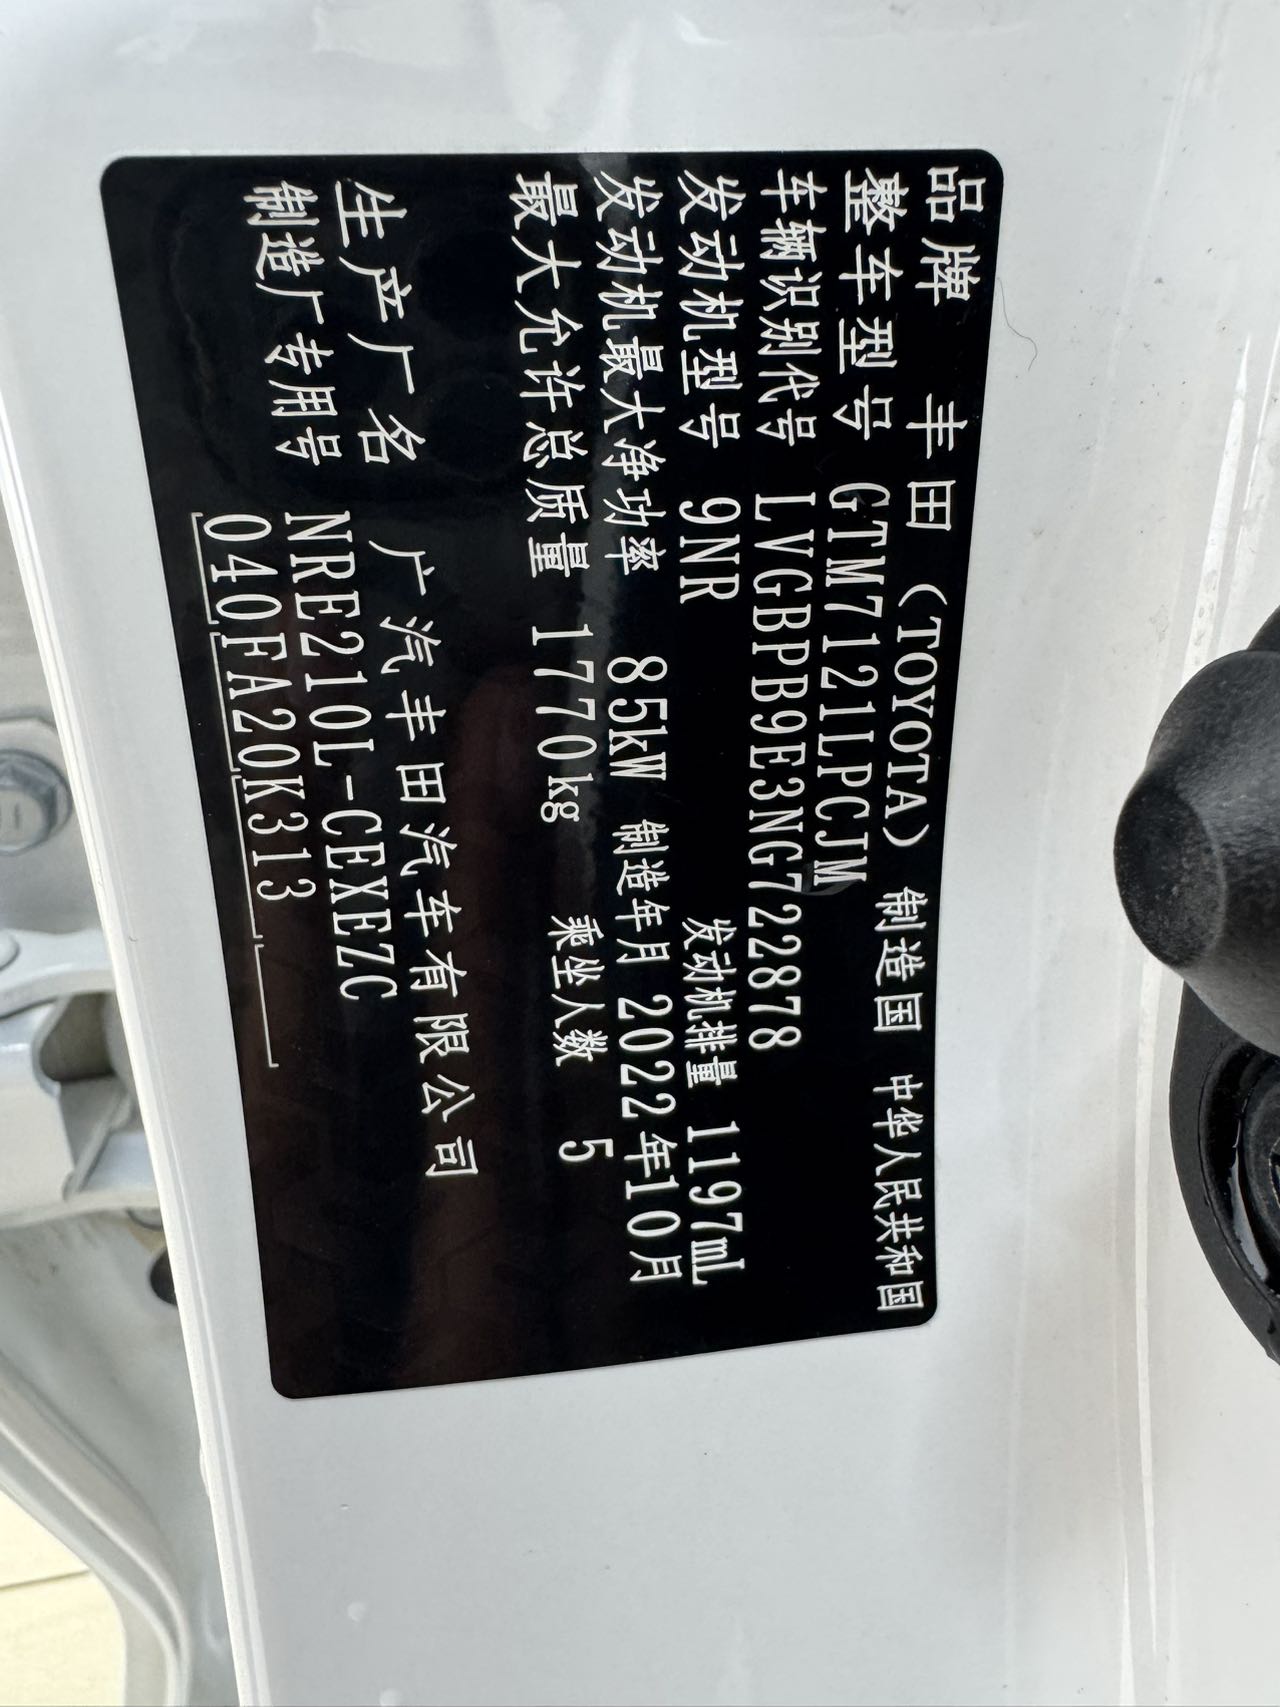 品牌 丰田 (TOYOTA) 制造国 中华人民共和国
整车型号 GTM7121LPCJM
车辆识别代号 LVGBPB9E3NG722878
发动机型号 9NR 发动机排量 1197mL
发动机最大净功率 85kW 制造年月 2022年10月
最大允许总质量 1770kg 乘坐人数 5
生产厂名 广汽丰田汽车有限公司
制造厂专用号 NRE210L-CEXEZC
040FA20K313